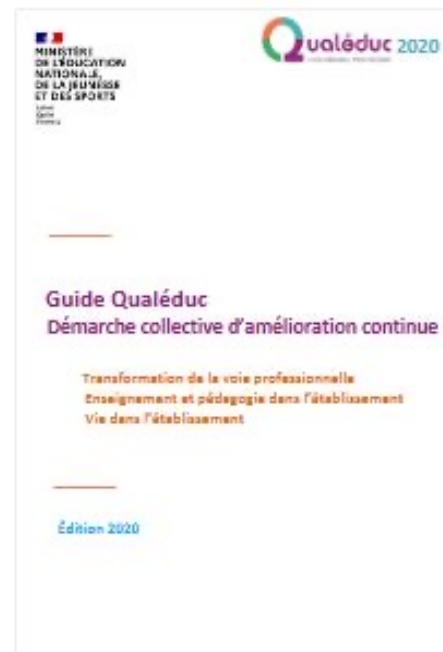 MINISTÈRE
DE L'ÉDUCATION
NATIONALE,
DE LA JEUNESSE
ET DES SPORTS
Qualéduc 2020
Guide Qualéduc
Démarche collective d'amélioration continue
Transformation de la voie professionnelle
Enseignement et pédagogie dans l'établissement
Vie dans l'établissement
Édition 2020